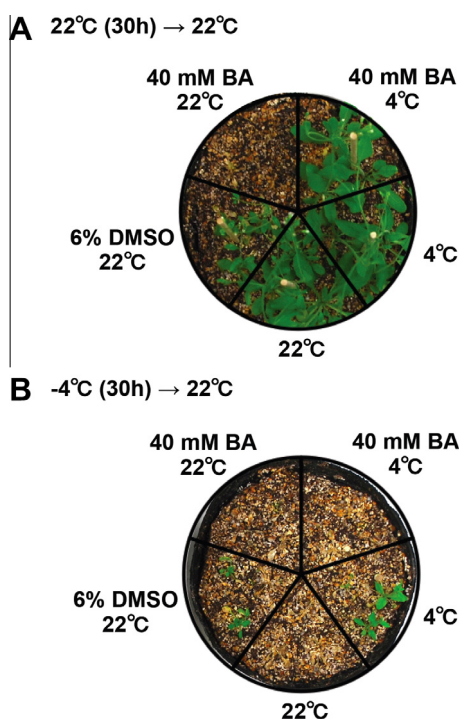 A 22℃ (30h) → 22℃
40 mM BA
22℃
40 mM BA
4℃
6% DMSO
22℃
4℃
22℃
B -4℃ (30h) → 22℃
40 mM BA
22℃
40 mM BA
4℃
6% DMSO
22℃
4℃
22℃